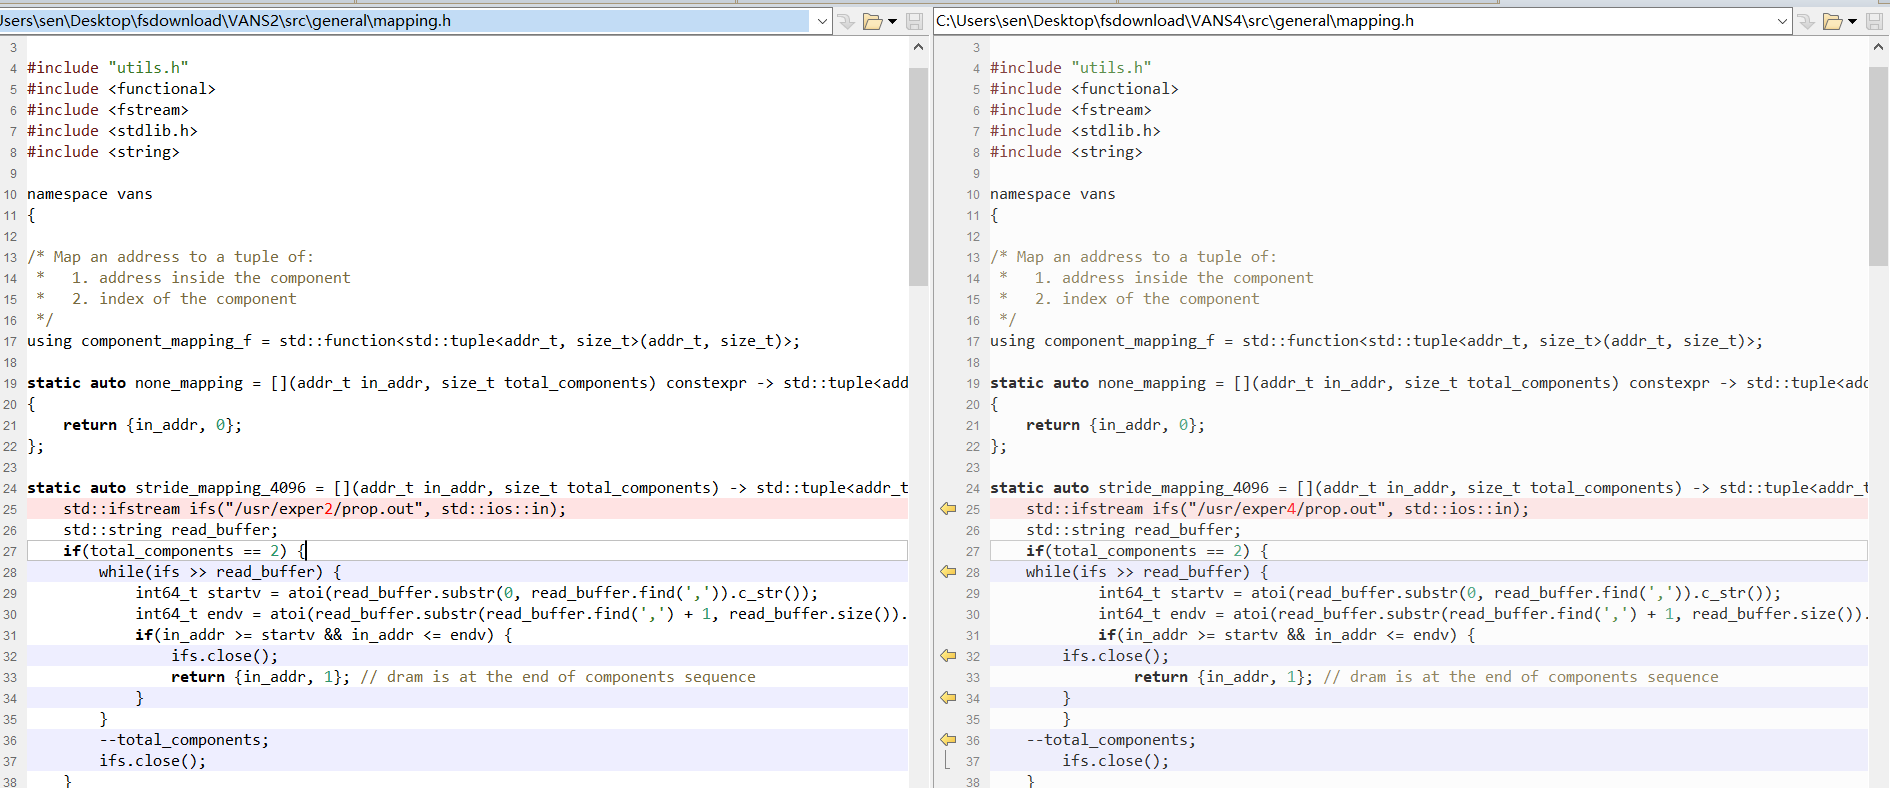 Users\sen\Desktop\fsdownload\VANS2\src\general\mapping.h
3
4 #include "utils.h"
5 #include <functional>
6 #include <fstream>
7 #include <stdlib.h>
8 #include <string>
9
10 namespace vans
11 {
12
13 /* Map an address to a tuple of:
14  *   1. address inside the component
15  *   2. index of the component
16  */
17 using component_mapping_f = std::function<std::tuple<addr_t, size_t>(addr_t, size_t)>;
18
19 static auto none_mapping = [](addr_t in_addr, size_t total_components) constexpr -> std::tuple<add
20 {
21     return {in_addr, 0};
22 };
23
24 static auto stride_mapping_4096 = [](addr_t in_addr, size_t total_components) -> std::tuple<addr_t
25     std::ifstream ifs("/usr/exper2/prop.out", std::ios::in);
26     std::string read_buffer;
27     if(total_components == 2) {
28         while(ifs >> read_buffer) {
29             int64_t startv = atoi(read_buffer.substr(0, read_buffer.find(',')).c_str());
30             int64_t endv = atoi(read_buffer.substr(read_buffer.find(',') + 1, read_buffer.size()).
31             if(in_addr >= startv && in_addr <= endv) {
32                 ifs.close();
33                 return {in_addr, 1}; // dram is at the end of components sequence
34             }
35         }
36         --total_components;
37         ifs.close();
38     }
C:\Users\sen\Desktop\fsdownload\VANS4\src\general\mapping.h
3
4 #include "utils.h"
5 #include <functional>
6 #include <fstream>
7 #include <stdlib.h>
8 #include <string>
9
10 namespace vans
11 {
12
13 /* Map an address to a tuple of:
14  *   1. address inside the component
15  *   2. index of the component
16  */
17 using component_mapping_f = std::function<std::tuple<addr_t, size_t>(addr_t, size_t)>;
18
19 static auto none_mapping = [](addr_t in_addr, size_t total_components) constexpr -> std::tuple<add
20 {
21     return {in_addr, 0};
22 };
23
24 static auto stride_mapping_4096 = [](addr_t in_addr, size_t total_components) -> std::tuple<addr_t
25     std::ifstream ifs("/usr/exper4/prop.out", std::ios::in);
26     std::string read_buffer;
27     if(total_components == 2) {
28     while(ifs >> read_buffer) {
29             int64_t startv = atoi(read_buffer.substr(0, read_buffer.find(',')).c_str());
30             int64_t endv = atoi(read_buffer.substr(read_buffer.find(',') + 1, read_buffer.size()).
31             if(in_addr >= startv && in_addr <= endv) {
32         ifs.close();
33                 return {in_addr, 1}; // dram is at the end of components sequence
34         }
35         }
36     --total_components;
37         ifs.close();
38     }